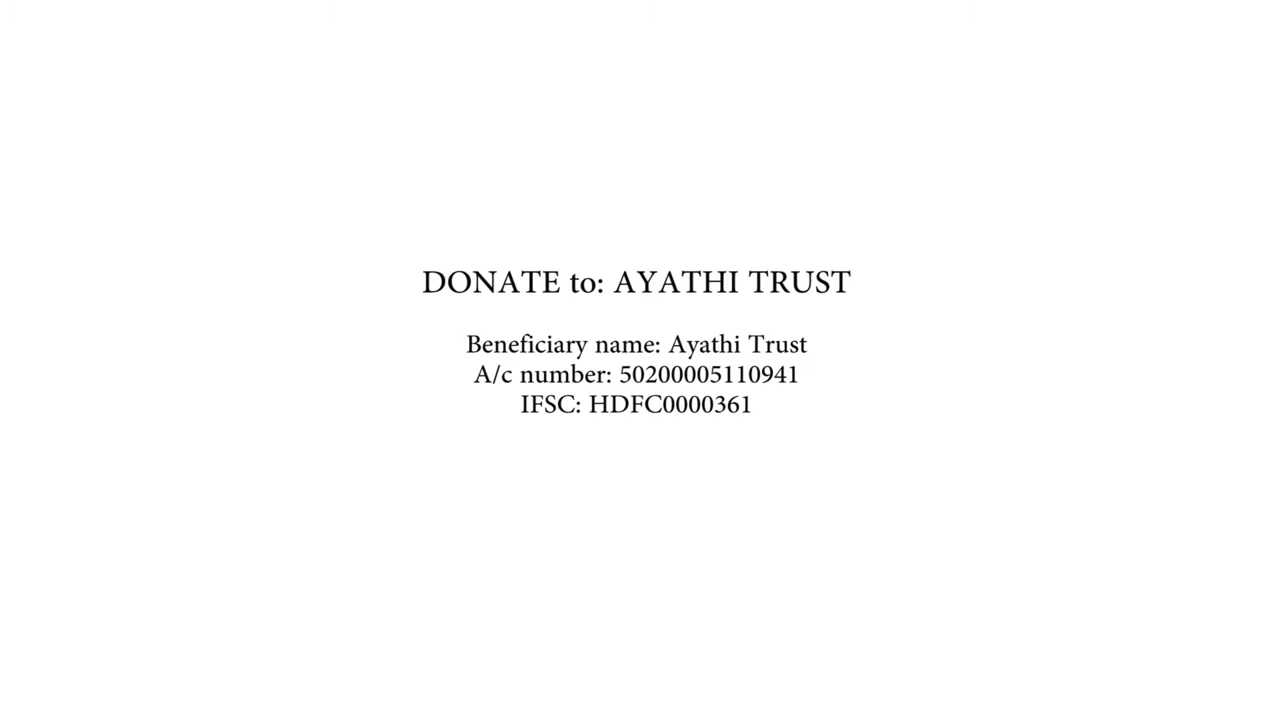 DONATE to: AYATHI TRUST
Beneficiary name: Ayathi Trust
A/c number: 50200005110941
IFSC: HDFC0000361